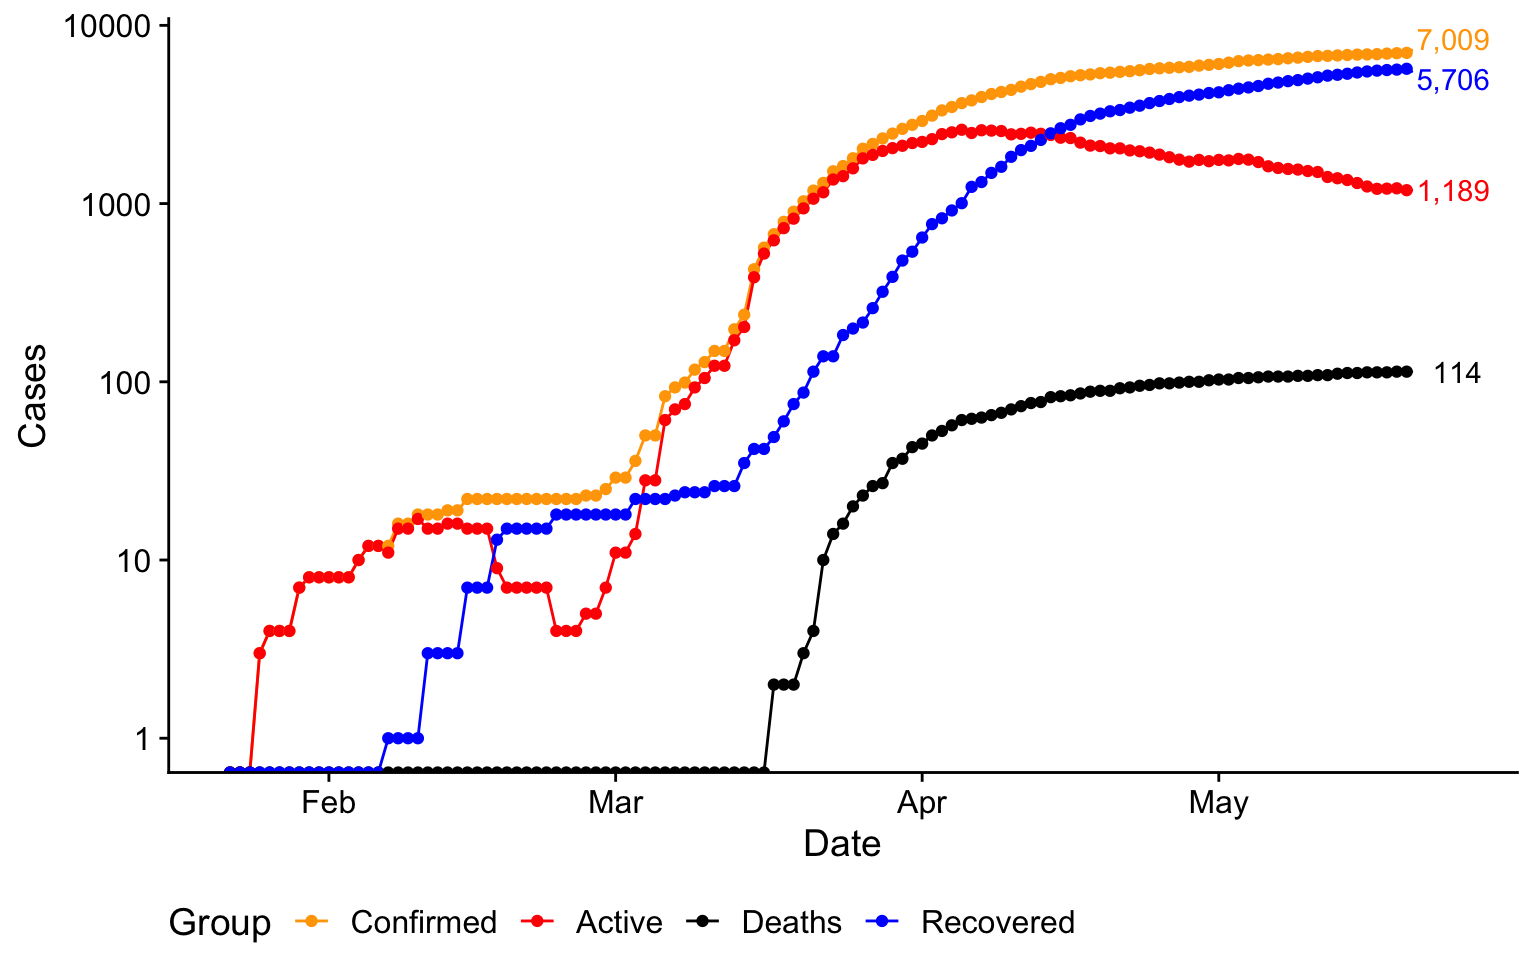 10000
1000
100
10
1
Cases
7,009
5,706
1,189
114
Feb Mar Apr May
Date
Group Confirmed Active Deaths Recovered